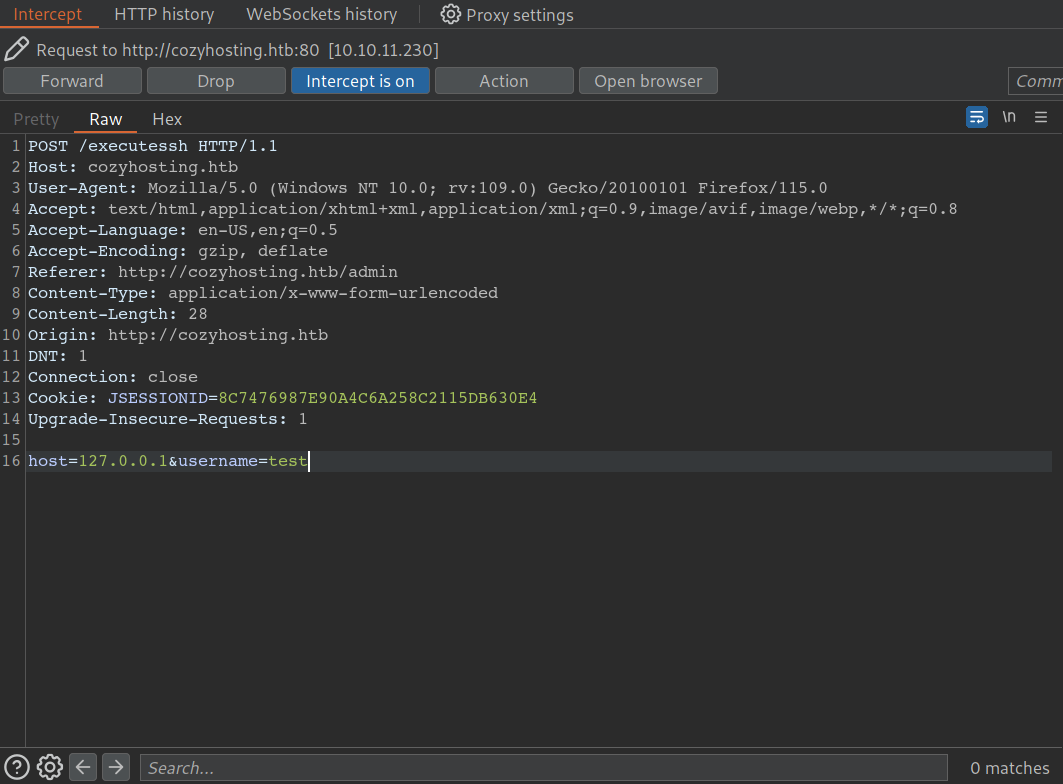 Intercept HTTP history WebSockets history Proxy settings
Request to http://cozyhosting.htb:80 [10.10.11.230]
Forward Drop Intercept is on Action Open browser Comm
Pretty Raw Hex \n
1 POST /executessh HTTP/1.1
2 Host: cozyhosting.htb
3 User-Agent: Mozilla/5.0 (Windows NT 10.0; rv:109.0) Gecko/20100101 Firefox/115.0
4 Accept: text/html,application/xhtml+xml,application/xml;q=0.9,image/avif,image/webp,*/*;q=0.8
5 Accept-Language: en-US,en;q=0.5
6 Accept-Encoding: gzip, deflate
7 Referer: http://cozyhosting.htb/admin
8 Content-Type: application/x-www-form-urlencoded
9 Content-Length: 28
10 Origin: http://cozyhosting.htb
11 DNT: 1
12 Connection: close
13 Cookie: JSESSIONID=8C7476987E90A4C6A258C2115DB630E4
14 Upgrade-Insecure-Requests: 1
15
16 host=127.0.0.1&username=test
Search... 0 matches